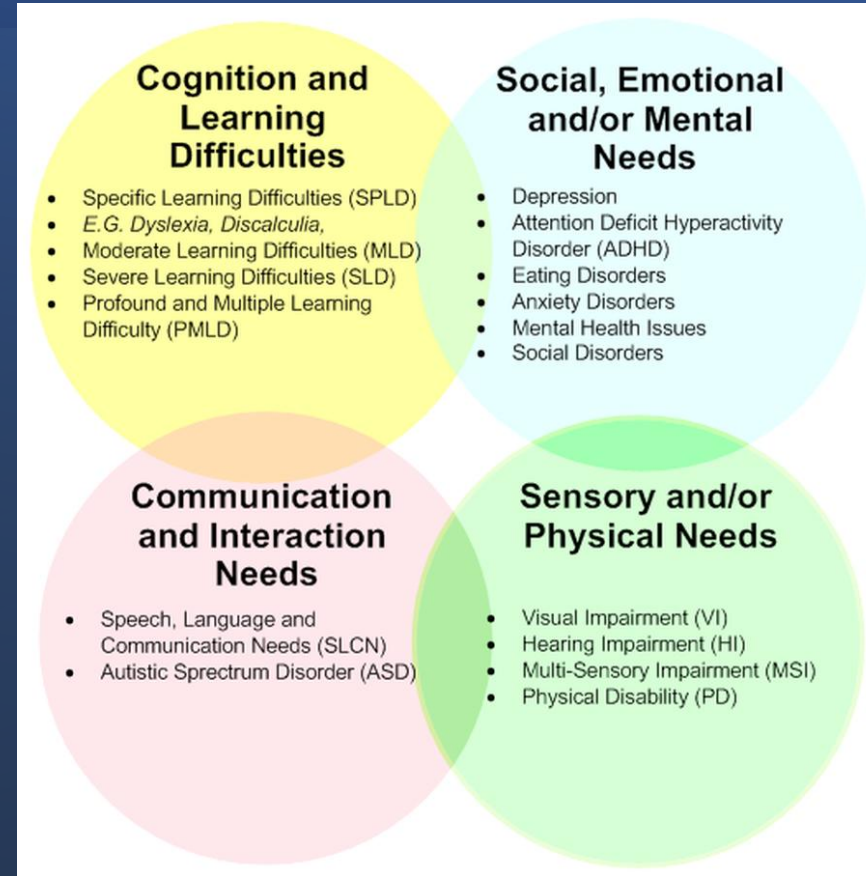 Cognition and
Learning
Difficulties
• Specific Learning Difficulties (SPLD)
• E.G. Dyslexia, Discalculia,
• Moderate Learning Difficulties (MLD)
• Severe Learning Difficulties (SLD)
• Profound and Multiple Learning
Difficulty (PMLD)
Social, Emotional
and/or Mental
Needs
• Depression
• Attention Deficit Hyperactivity
Disorder (ADHD)
• Eating Disorders
• Anxiety Disorders
• Mental Health Issues
• Social Disorders
Communication
and Interaction
Needs
• Speech, Language and
Communication Needs (SLCN)
• Autistic Sprectrum Disorder (ASD)
Sensory and/or
Physical Needs
• Visual Impairment (VI)
• Hearing Impairment (HI)
• Multi-Sensory Impairment (MSI)
• Physical Disability (PD)